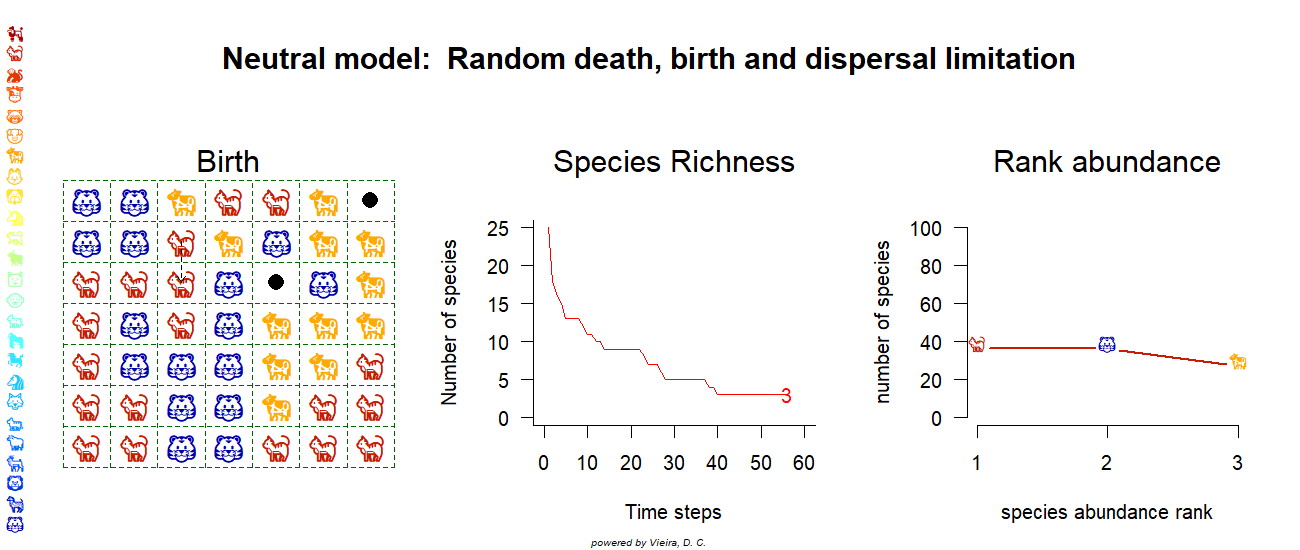 Neutral model:  Random death, birth and dispersal limitation
Birth
Species Richness
Number of species
25
20
15
10
5
0
3
0 10 20 30 40 50 60
Time steps
Rank abundance
number of species
100
80
60
40
20
0
1 2 3
species abundance rank
powered by Vieira, D. C.